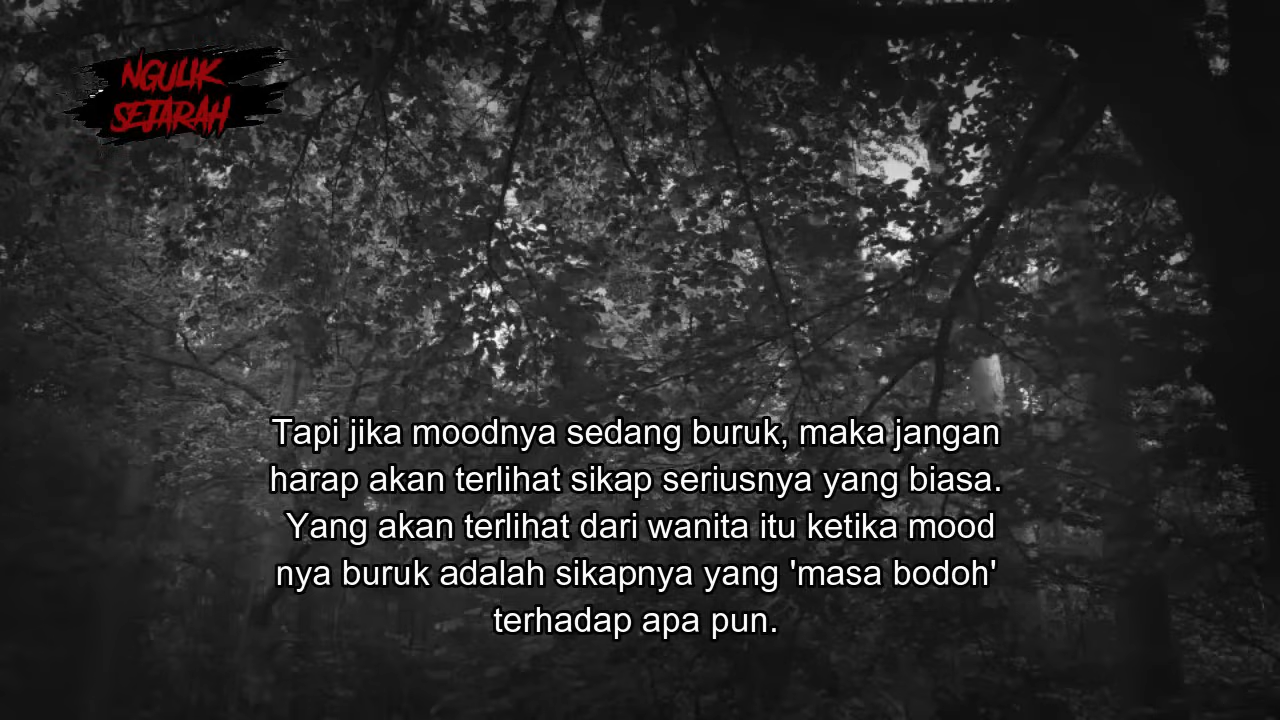 NGULIK
SEJARAH
Tapi jika moodnya sedang buruk, maka jangan
harap akan terlihat sikap seriusnya yang biasa.
Yang akan terlihat dari wanita itu ketika mood
nya buruk adalah sikapnya yang 'masa bodoh'
terhadap apa pun.